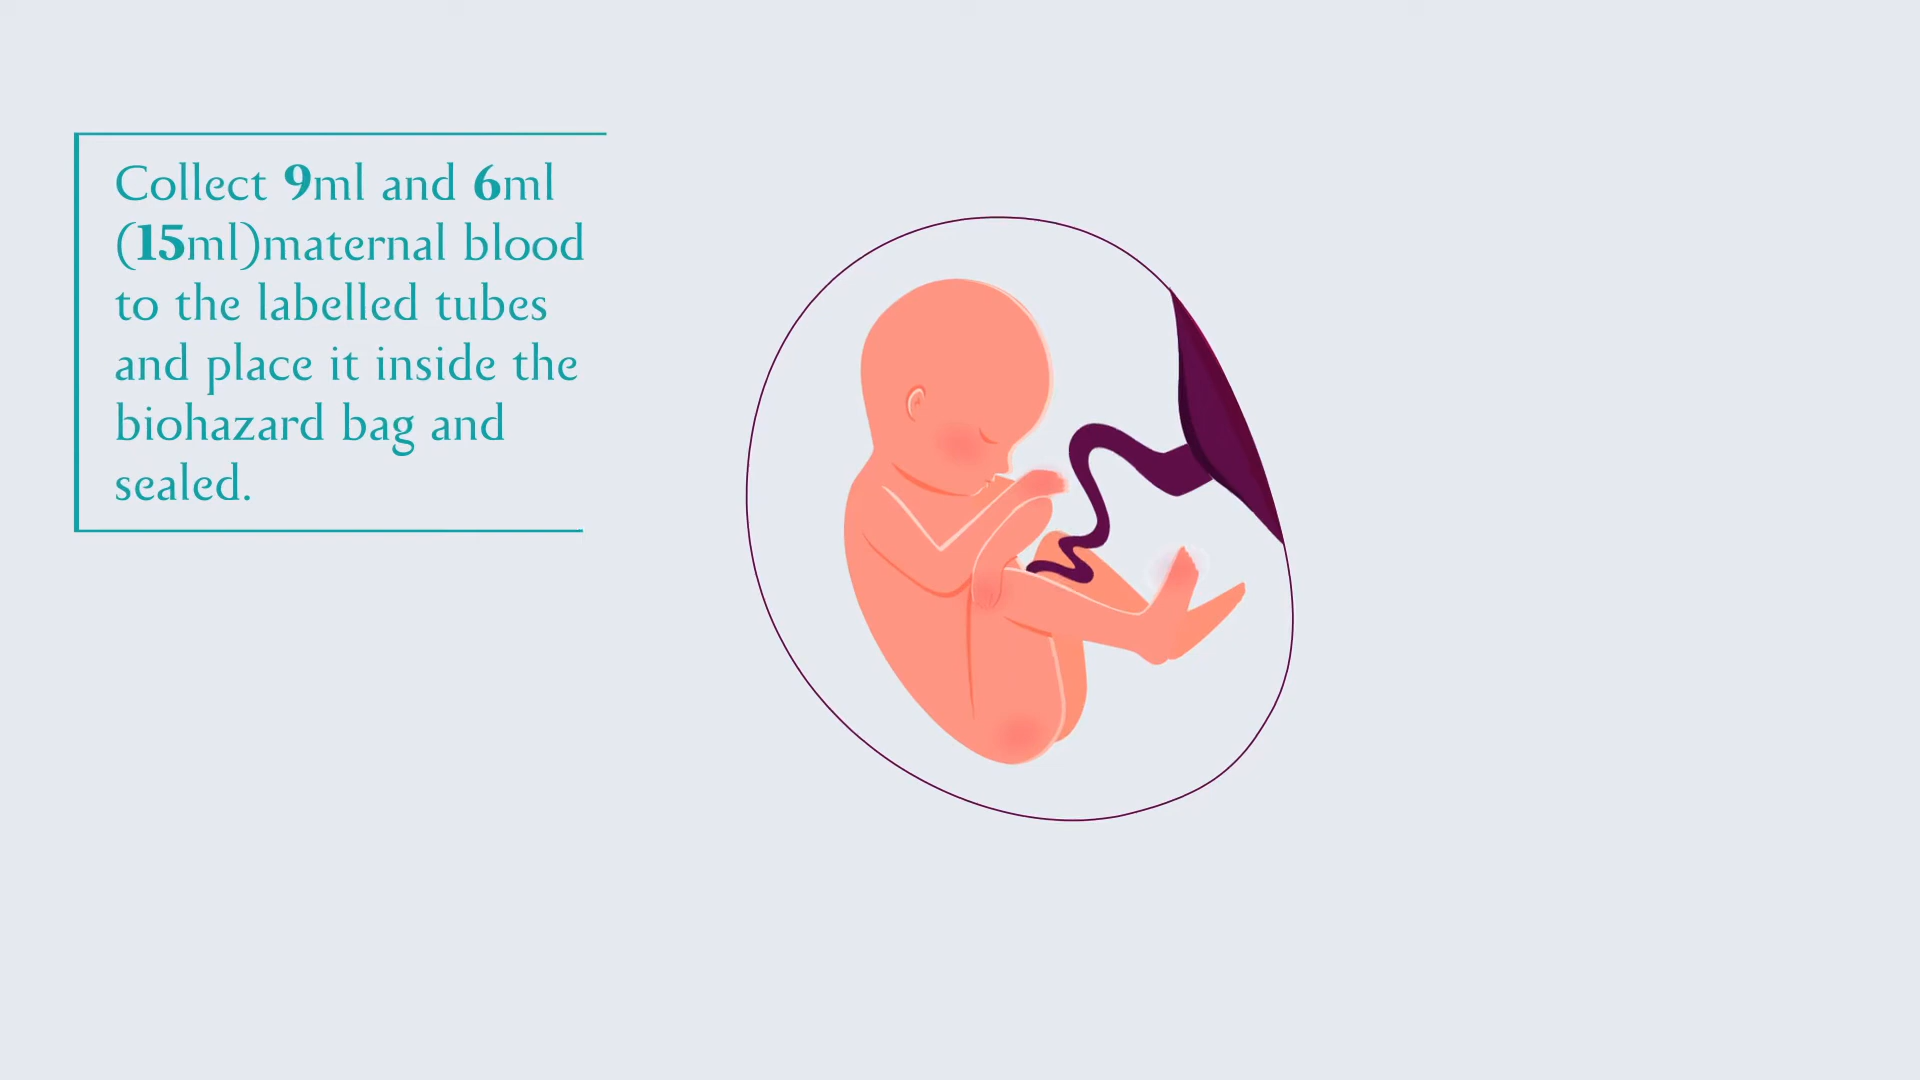 Collect 9ml and 6ml
(15ml)maternal blood
to the labelled tubes
and place it inside the
biohazard bag and
sealed.